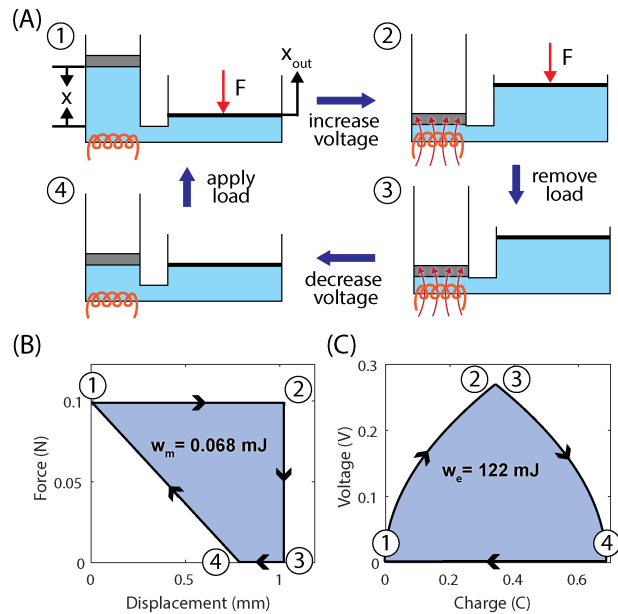 (A)
1
x
F
x_out
increase
voltage
2
F
4
apply
load
3
remove
load
decrease
voltage
(B)
1
2
3
4
w_m = 0.068 mJ
Force (N)
0.1
0.05
0
0
0.5
1
Displacement (mm)
(C)
2
3
1
4
w_e = 122 mJ
Voltage (V)
0.3
0.2
0.1
0
0
0.2
0.4
0.6
Charge (C)